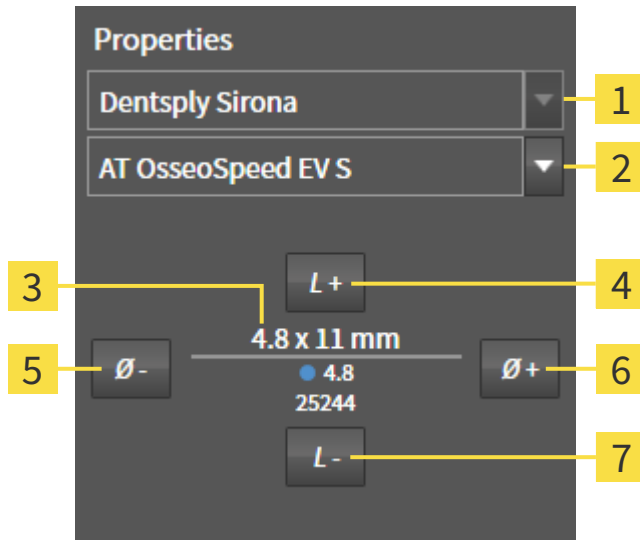 Properties
Dentsply Sirona
1
AT OsseoSpeed EV S
2
3
L +
4
4.8 x 11 mm
5
Ø -
4.8
Ø +
6
25244
L -
7